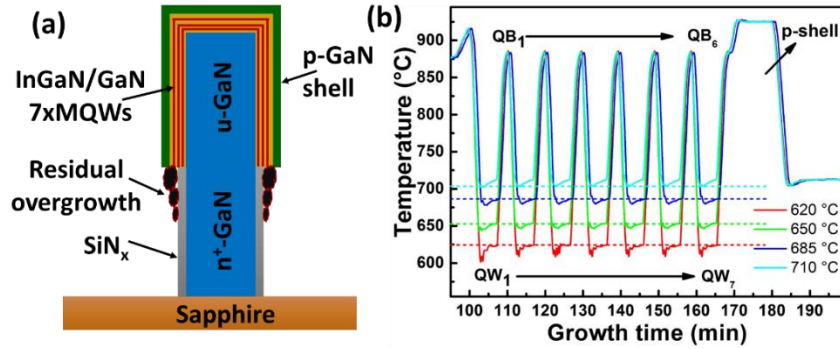 (a)
InGaN/GaN
7xMQWs
p-GaN
shell
u-GaN
Residual
overgrowth
n⁺-GaN
SiNₓ
Sapphire
(b)
Temperature (°C)
900
850
800
750
700
650
600
QB₁
QB₆
p-shell
620 °C
650 °C
685 °C
710 °C
QW₁
QW₇
100 110 120 130 140 150 160 170 180 190
Growth time (min)